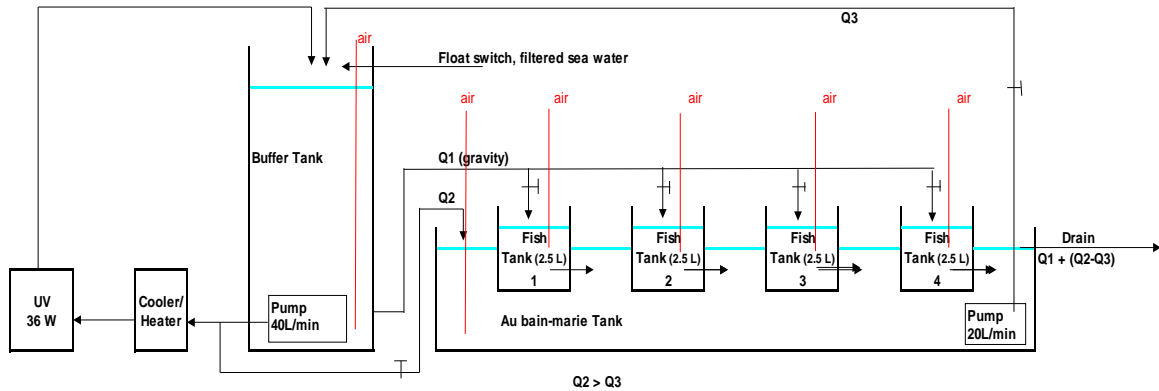 Q3
air
Float switch, filtered sea water
air
air
air
air
air
Buffer Tank
Q1 (gravity)
Q2
Fish
Tank (2.5 L)
1
Fish
Tank (2.5 L)
2
Fish
Tank (2.5 L)
3
Fish
Tank (2.5 L)
4
Drain
Q1 + (Q2-Q3)
UV
36 W
Cooler/
Heater
Pump
40L/min
Au bain-marie Tank
Pump
20L/min
Q2 > Q3